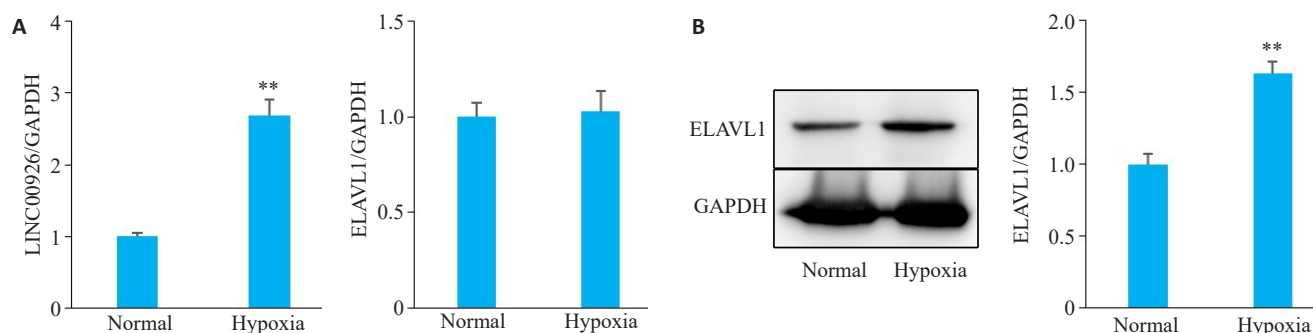 A
LINC00926/GAPDH
4
3
2
1
0
**
Normal Hypoxia
ELAVL1/GAPDH
1.5
1.0
0.5
0
Normal Hypoxia
B
ELAVL1
GAPDH
Normal Hypoxia
ELAVL1/GAPDH
2.0
1.5
1.0
0.5
0
**
Normal Hypoxia